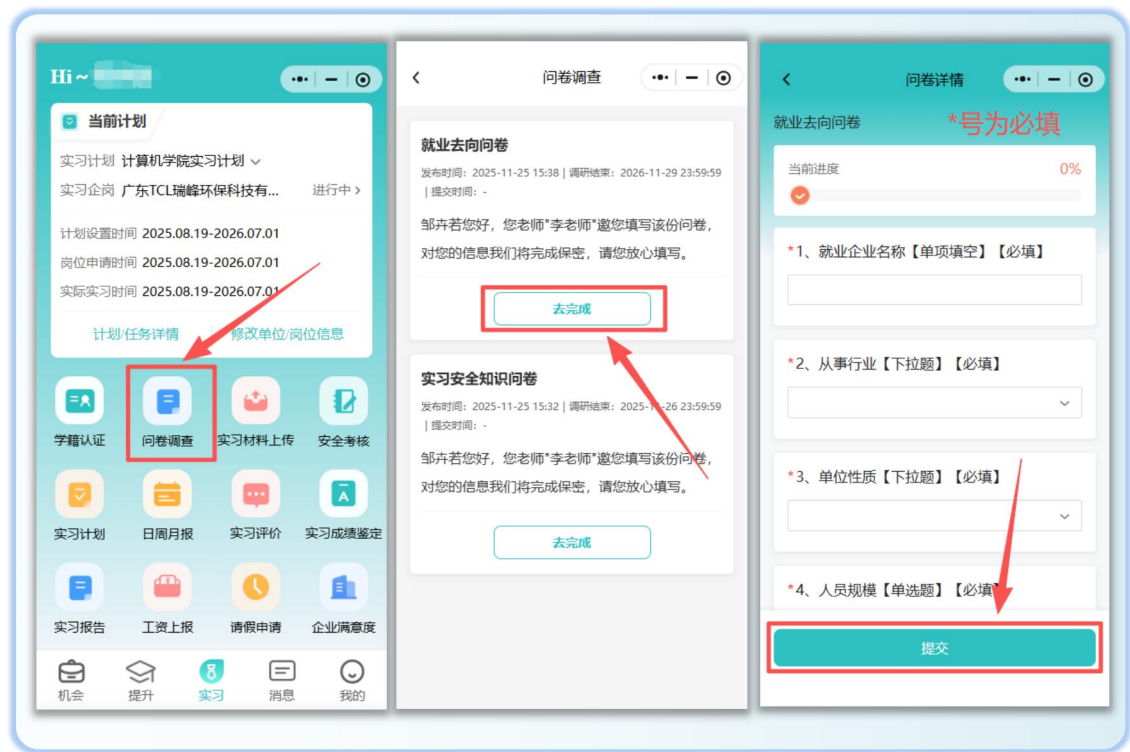 Hi~
当前计划
实习计划 计算机学院实习计划
实习企岗 广东TCL瑞峰环保科技有... 进行中 >
计划设置时间 2025.08.19-2026.07.01
岗位申请时间 2025.08.19-2026.07.01
实际实习时间 2025.08.19-2026.07.01
计划/任务详情 修改单位/岗位信息
学籍认证 问卷调查 实习材料上传 安全考核
实习计划 日周月报 实习评价 实习成绩鉴定
实习报告 工资上报 请假申请 企业满意度
机会 提升 实习 消息 我的
问卷调查
就业去向问卷
发布时间：2025-11-25 15:38 | 调研结束：2026-11-29 23:59:59
| 提交时间：-
邹卉若您好，您老师"李老师"邀您填写该份问卷，
对您的信息我们将完成保密，请您放心填写。
去完成
实习安全知识问卷
发布时间：2025-11-25 15:32 | 调研结束：2025-11-26 23:59:59
| 提交时间：-
邹卉若您好，您老师"李老师"邀您填写该份问卷，
对您的信息我们将完成保密，请您放心填写。
去完成
问卷详情
就业去向问卷
*号为必填
当前进度 0%
*1、就业企业名称【单项填空】【必填】
*2、从事行业【下拉题】【必填】
*3、单位性质【下拉题】【必填】
*4、人员规模【单选题】【必填】
提交